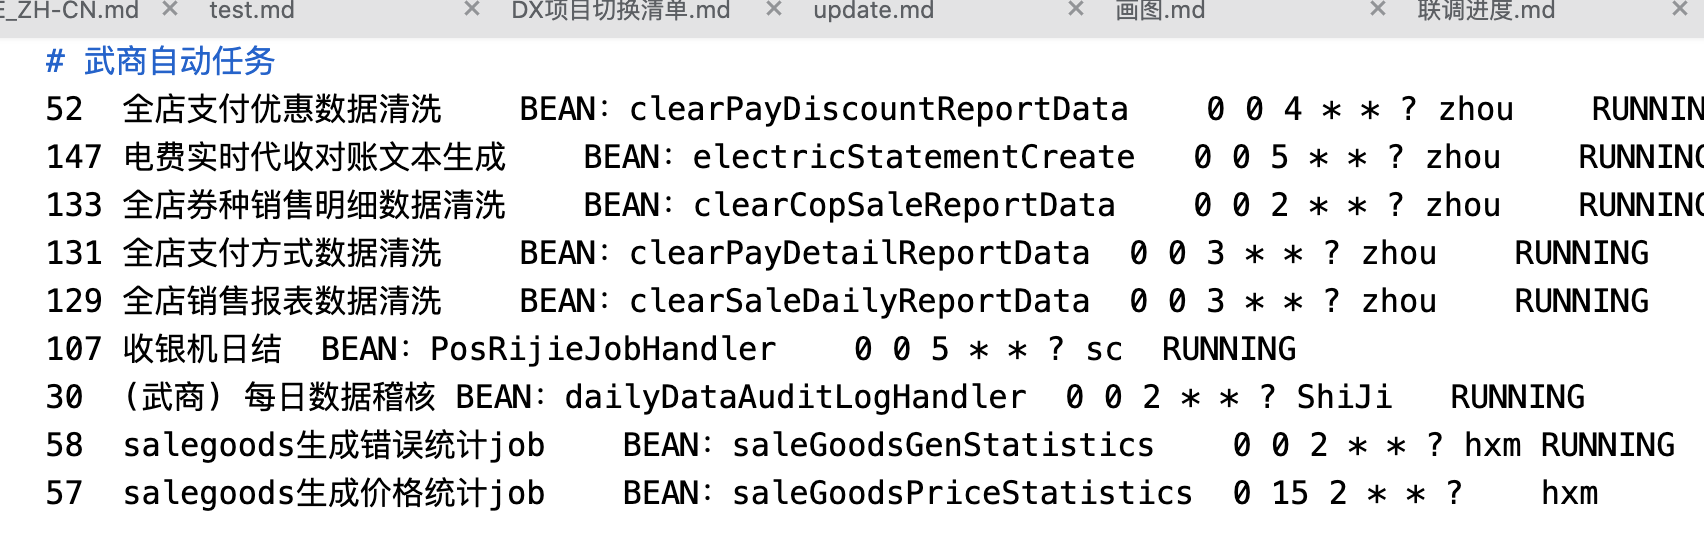 E_ZH-CN.md × test.md × DX项目切换清单.md × update.md × 画图.md × 联调进度.md ×
# 武商自动任务
52 全店支付优惠数据清洗 BEAN：clearPayDiscountReportData 0 0 4 * * ? zhou RUNNIN
147 电费实时代收对账文本生成 BEAN：electricStatementCreate 0 0 5 * * ? zhou RUNNING
133 全店券种销售明细数据清洗 BEAN：clearCopSaleReportData 0 0 2 * * ? zhou RUNNING
131 全店支付方式数据清洗 BEAN：clearPayDetailReportData 0 0 3 * * ? zhou RUNNING
129 全店销售报表数据清洗 BEAN：clearSaleDailyReportData 0 0 3 * * ? zhou RUNNING
107 收银机日结 BEAN：PosRijieJobHandler 0 0 5 * * ? sc RUNNING
30 (武商) 每日数据稽核 BEAN：dailyDataAuditLogHandler 0 0 2 * * ? ShiJi RUNNING
58 salegoods生成错误统计job BEAN：saleGoodsGenStatistics 0 0 2 * * ? hxm RUNNING
57 salegoods生成价格统计job BEAN：saleGoodsPriceStatistics 0 15 2 * * ? hxm